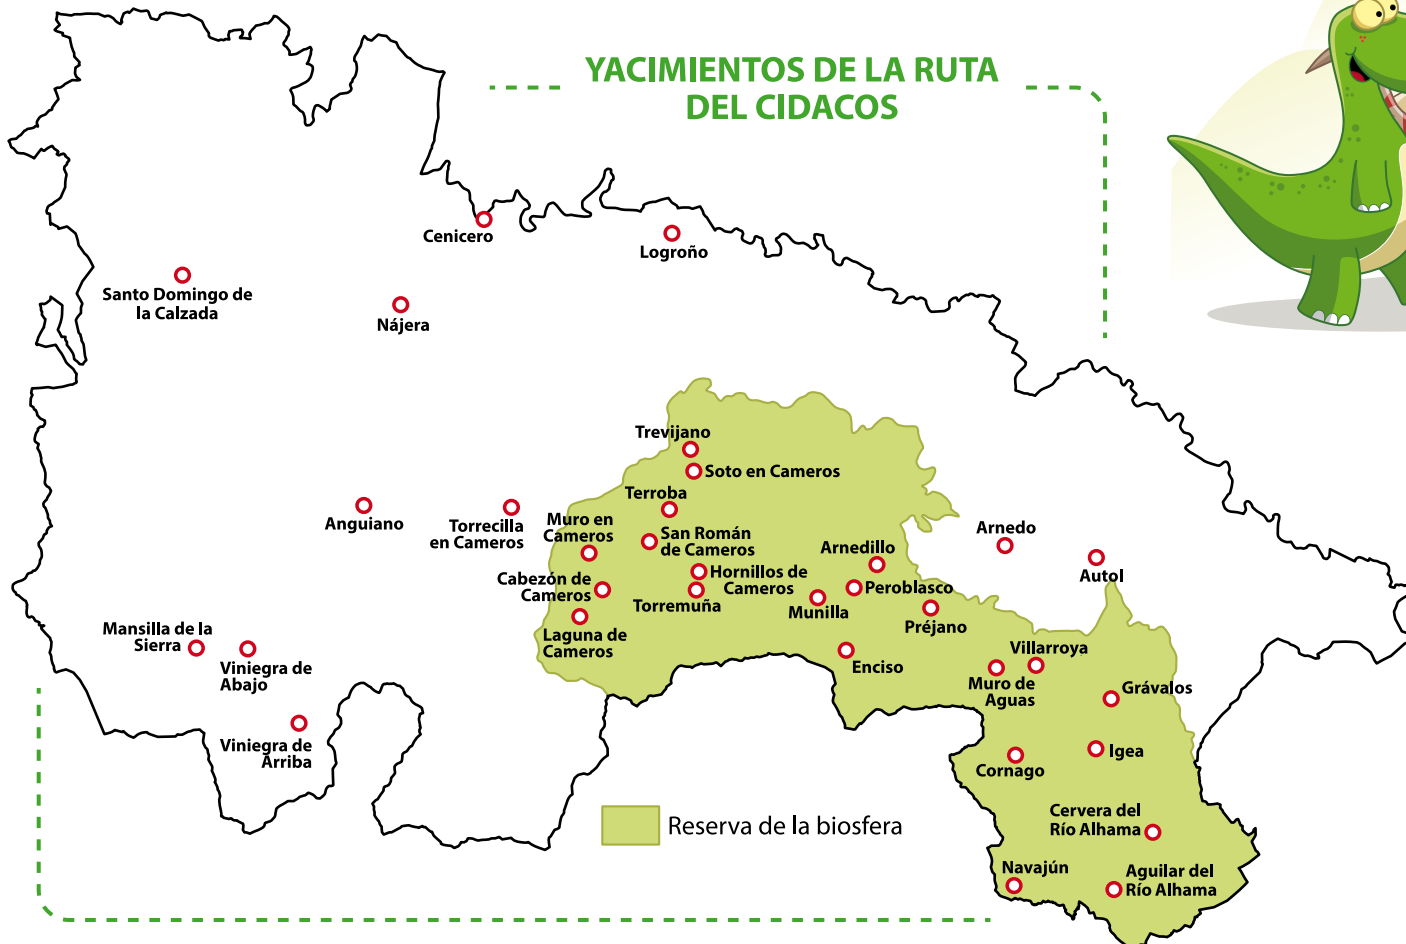 YACIMIENTOS DE LA RUTA
DEL CIDACOS
Cenicero
Logroño
Santo Domingo de
la Calzada
Nájera
Trevijano
Soto en Cameros
Terroba
Anguiano
Torrecilla
en Cameros
Muro en
Cameros
San Román
de Cameros
Arnedillo
Arnedo
Autol
Cabezón de
Cameros
Hornillos de
Cameros
Torremuña
Munilla
Peroblasco
Préjano
Laguna de
Cameros
Mansilla de la
Sierra
Viniegra de
Abajo
Enciso
Villarroya
Muro de
Aguas
Grávalos
Viniegra de
Arriba
Cornago
Igea
Reserva de la biosfera
Cervera del
Río Alhama
Navajún
Aguilar del
Río Alhama